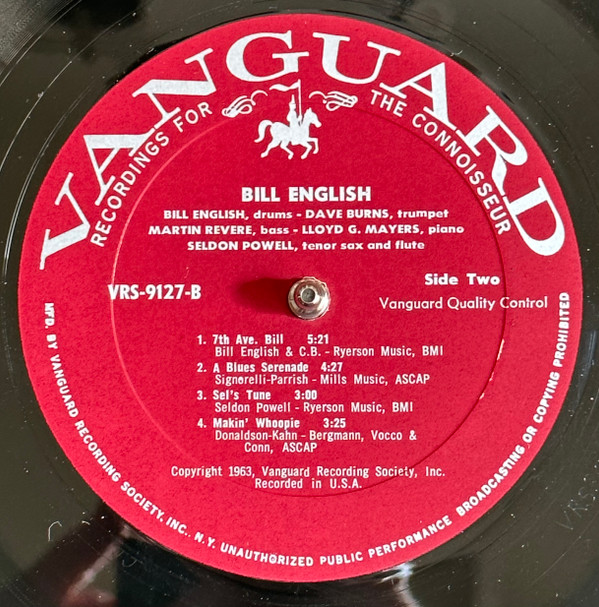 VANGUARD
RECORDINGS FOR THE CONNOISSEUR
BILL ENGLISH
BILL ENGLISH, drums - DAVE BURNS, trumpet
MARTIN REVERE, bass - LLOYD G. MAYERS, piano
SELDON POWELL, tenor sax and flute
VRS-9127-B
Side Two
Vanguard Quality Control
1. 7th Ave. Bill 5:21
Bill English & C.B. - Ryerson Music, BMI
2. A Blues Serenade 4:27
Signorelli-Parrish - Mills Music, ASCAP
3. Sel's Tune 3:00
Seldon Powell - Ryerson Music, BMI
4. Makin' Whoopie 3:25
Donaldson-Kahn - Bergmann, Vocco &
Conn, ASCAP
Copyright 1963, Vanguard Recording Society, Inc.
Recorded in U.S.A.
MFD. BY VANGUARD RECORDING SOCIETY, INC., N.Y. UNAUTHORIZED PUBLIC PERFORMANCE BROADCASTING OR COPYING PROHIBITED